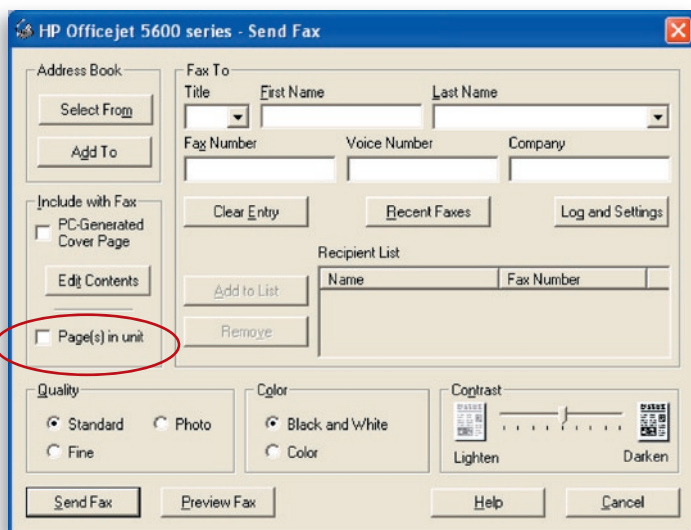 HP Officejet 5600 series - Send Fax
Address Book
Select From
Add To
Fax To
Title First Name Last Name
Fax Number Voice Number Company
Clear Entry Recent Faxes Log and Settings
Include with Fax
PC-Generated
Cover Page
Edit Contents
Page(s) in unit
Recipient List
Name Fax Number
Add to List
Remove
Quality
Standard Photo
Fine
Color
Black and White
Color
Contrast
Lighten Darken
Send Fax Preview Fax Help Cancel